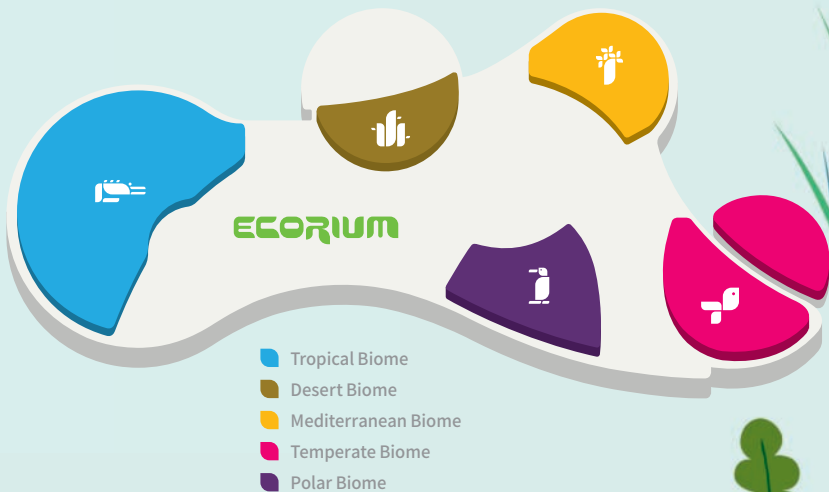 ECORIUM
Tropical Biome
Desert Biome
Mediterranean Biome
Temperate Biome
Polar Biome